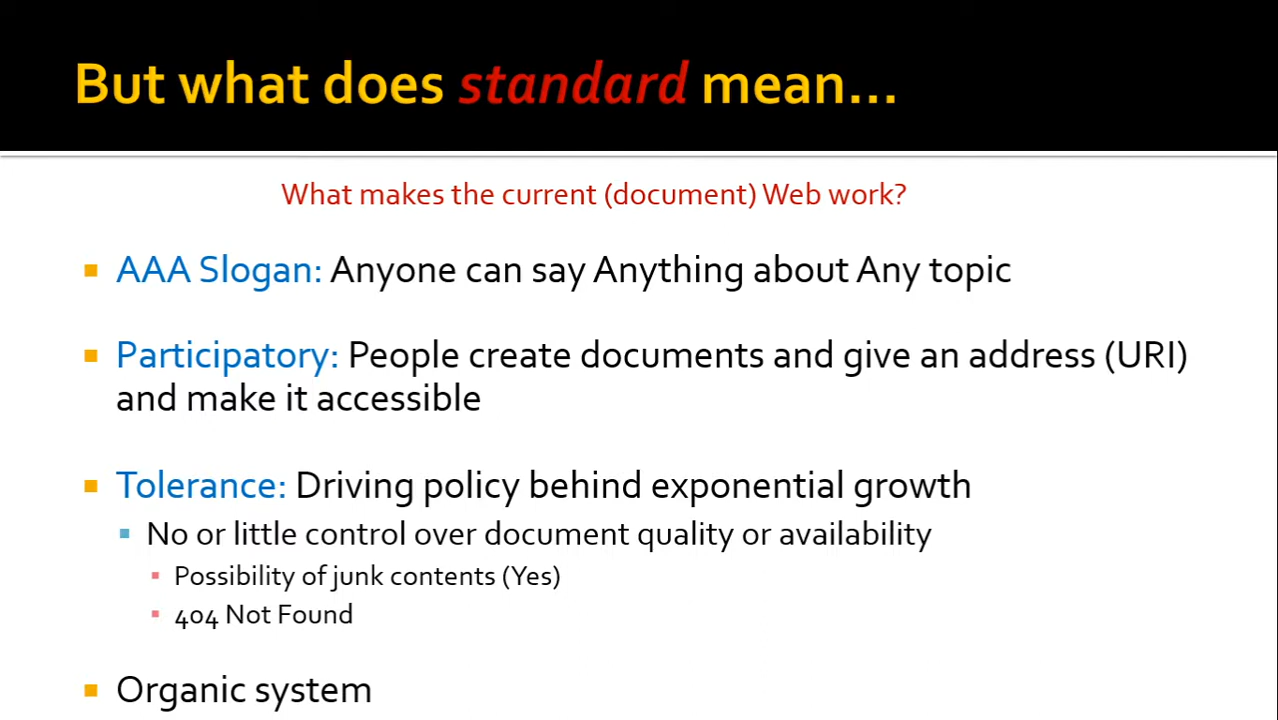 But what does standard mean...
What makes the current (document) Web work?
AAA Slogan: Anyone can say Anything about Any topic
Participatory: People create documents and give an address (URI)
and make it accessible
Tolerance: Driving policy behind exponential growth
No or little control over document quality or availability
Possibility of junk contents (Yes)
404 Not Found
Organic system